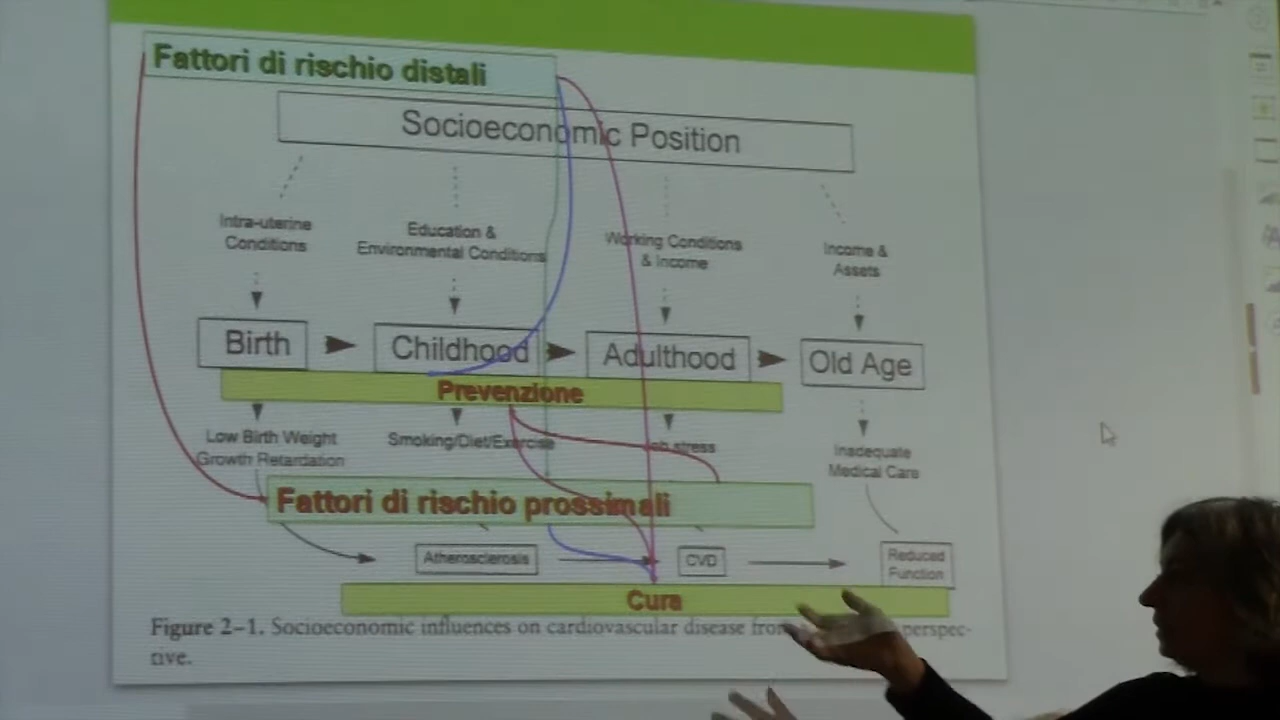 Fattori di rischio distali
Socioeconomic Position
Intra-uterine
Conditions
Education &
Environmental Conditions
Working Conditions
& Income
Income &
Assets
Birth
Childhood
Adulthood
Old Age
Prevenzione
Low Birth Weight
Growth Retardation
Smoking/Diet/Exercise
Job stress
Inadequate
Medical Care
Fattori di rischio prossimali
Atherosclerosis
CVD
Reduced
Function
Cura
Figure 2-1. Socioeconomic influences on cardiovascular disease from perspec-
tive.